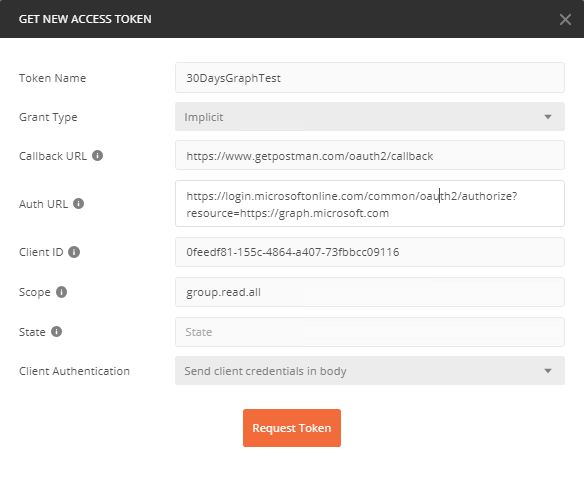 GET NEW ACCESS TOKEN
Token Name
30DaysGraphTest
Grant Type
Implicit
Callback URL
https://www.getpostman.com/oauth2/callback
Auth URL
https://login.microsoftonline.com/common/oauth2/authorize?
resource=https://graph.microsoft.com
Client ID
0feedf81-155c-4864-a407-73fbbcc09116
Scope
group.read.all
State
State
Client Authentication
Send client credentials in body
Request Token